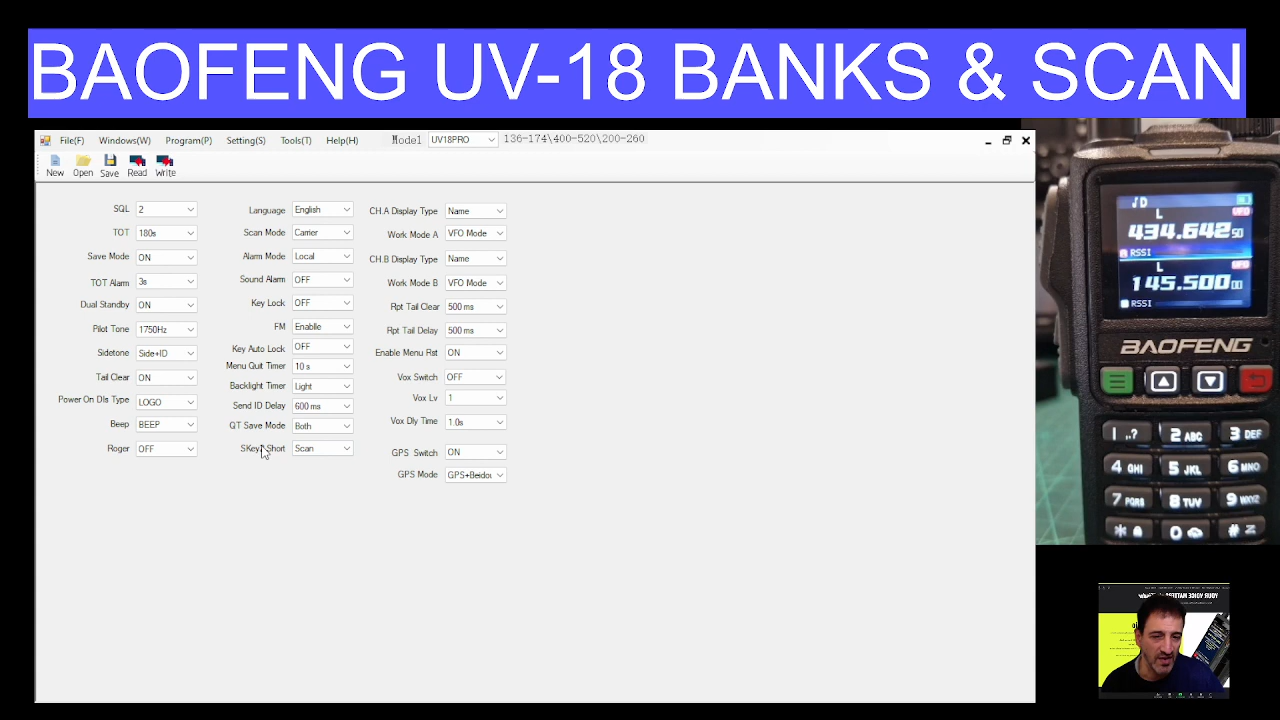 BAOFENG UV-18 BANKS & SCAN
File(F) Windows(W) Program(P) Setting(S) Tools(T) Help(H) Model UV18PRO 136-174\400-520\200-260
New Open Save Read Write
SQL 2 Language English CH.A Display Type Name
TOT 180s Scan Mode Carrier Work Mode A VFO Mode
Save Mode ON Alarm Mode Local CH.B Display Type Name
TOT Alarm 3s Sound Alarm OFF Work Mode B VFO Mode
Dual Standby ON Key Lock OFF Rpt Tail Clear 500 ms
Pilot Tone 1750Hz FM Enable Rpt Tail Delay 500 ms
Sidetone Side+ID Key Auto Lock OFF Enable Menu Rst ON
Tail Clear ON Menu Quit Timer 10 s Vox Switch OFF
Power On Dls Type LOGO Backlight Timer Light Vox Lv 1
Beep BEEP Send ID Delay 600 ms Vox Dly Time 1.0s
Roger OFF QT Save Mode Both GPS Switch ON
Short Scan GPS Mode GPS+Beidou
D
L VFO
434.642 50
RSSI
L VFO
145.500 00
RSSI
BAOFENG
1 ,.? 2 ABC 3 DEF
4 GHI 5 JKL 6 MNO
7 PQRS 8 TUV 9 WXYZ
* 0 #
YOUR VOICE MATTERS